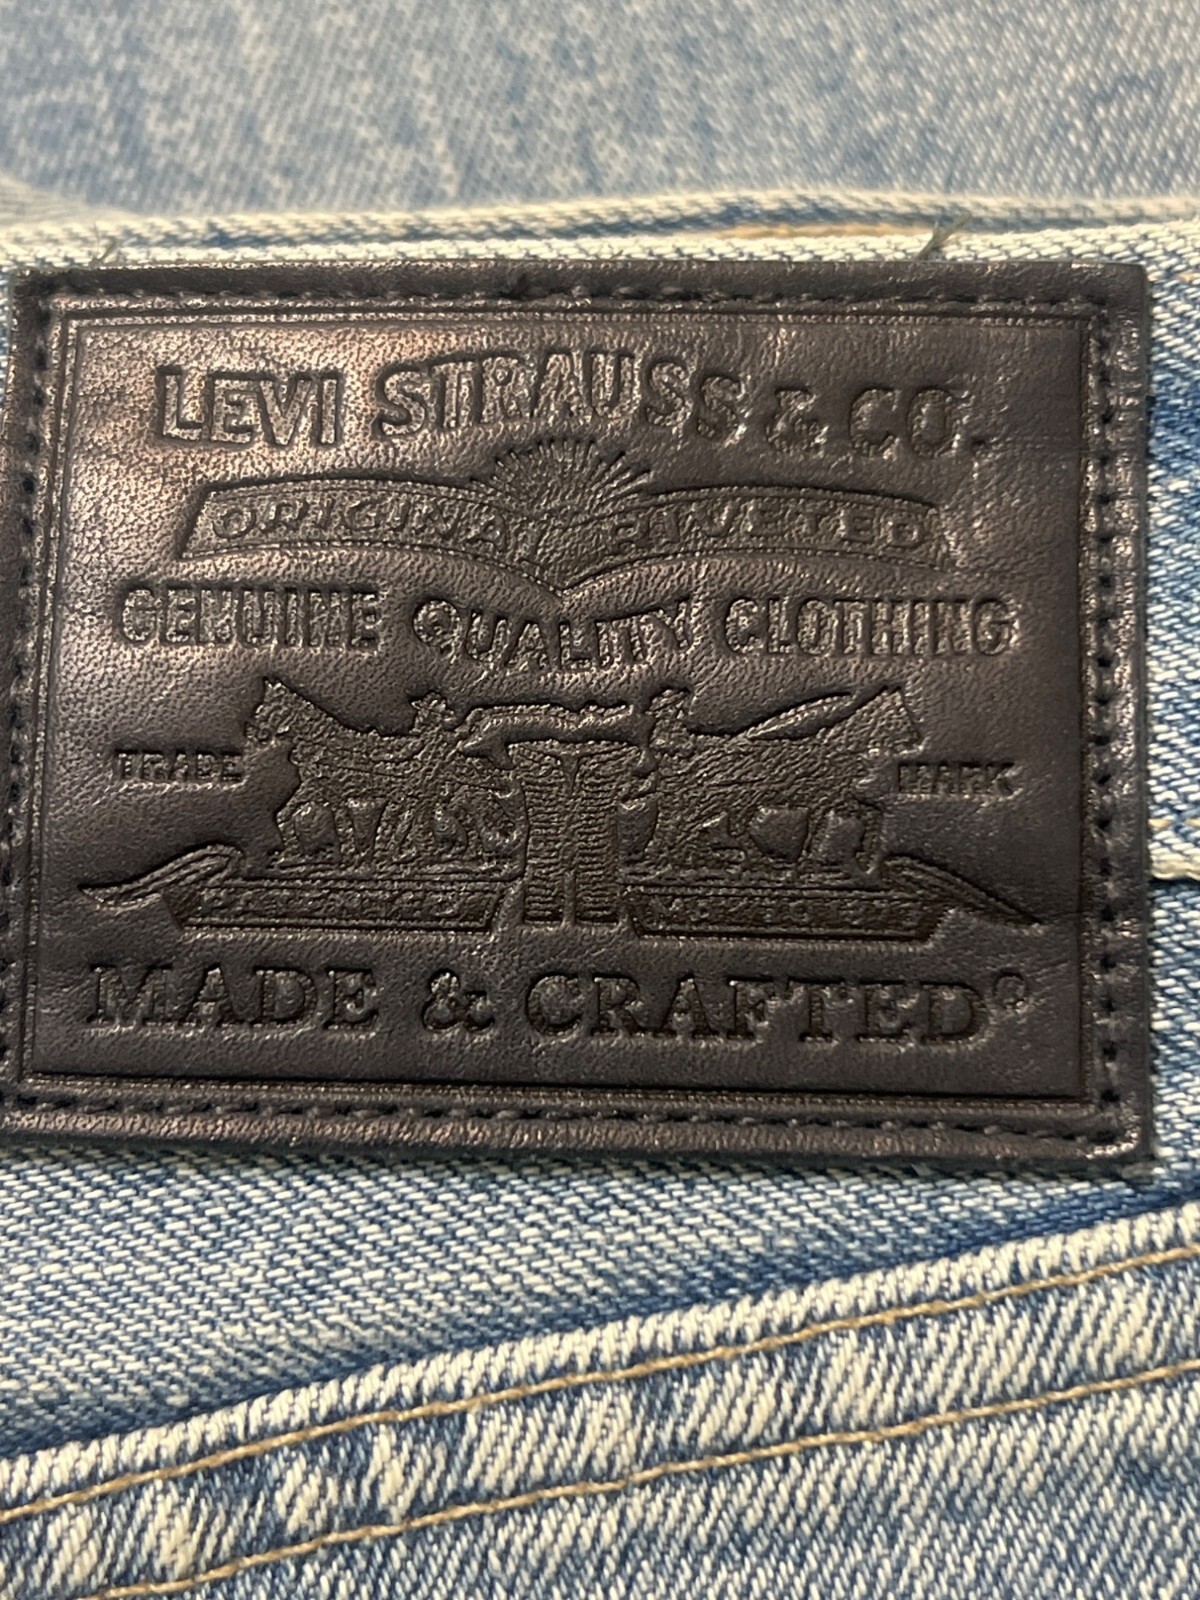 LEVI STRAUSS & CO.
ORIGINAL RIVETED
GENUINE QUALITY CLOTHING
TRADE MARK
MADE & CRAFTED®